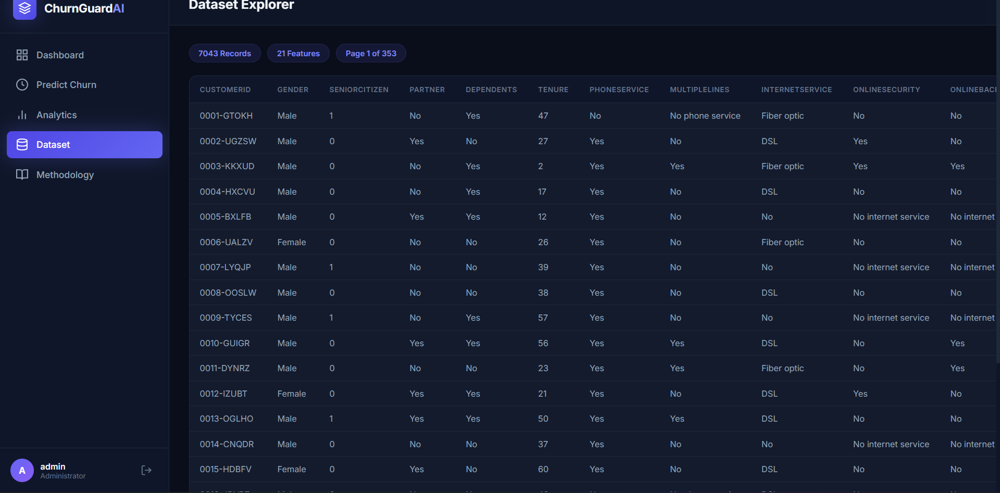 ChurnGuardAI
Dashboard
Predict Churn
Analytics
Dataset
Methodology
A
admin
Administrator
Dataset Explorer
7043 Records 21 Features Page 1 of 353
CUSTOMERID GENDER SENIORCITIZEN PARTNER DEPENDENTS TENURE PHONESERVICE MULTIPLELINES INTERNETSERVICE ONLINESECURITY ONLINEBAC
0001-GTOKH Male 1 No Yes 47 No No phone service Fiber optic No No
0002-UGZSW Male 0 Yes No 27 Yes No DSL Yes No
0003-KKXUD Male 0 No Yes 2 Yes Yes Fiber optic Yes Yes
0004-HXCVU Male 0 No Yes 17 Yes No DSL No No
0005-BXLFB Male 0 Yes Yes 12 Yes No No No internet service No internet
0006-UALZV Female 0 No No 26 Yes No Fiber optic No No
0007-LYQJP Male 1 No No 39 Yes No No No internet service No internet
0008-OOSLW Male 0 No No 38 Yes No DSL No No
0009-TYCES Male 1 No Yes 57 Yes No No No internet service No internet
0010-GUIGR Male 0 Yes Yes 56 Yes Yes DSL No Yes
0011-DYNRZ Male 0 No No 23 Yes Yes Fiber optic No Yes
0012-IZUBT Female 0 Yes Yes 21 Yes No DSL Yes No
0013-OGLHO Male 1 Yes Yes 50 Yes Yes DSL No No
0014-CNQDR Male 0 No No 37 Yes No No No internet service No internet
0015-HDBFV Female 0 Yes No 60 Yes No DSL No No